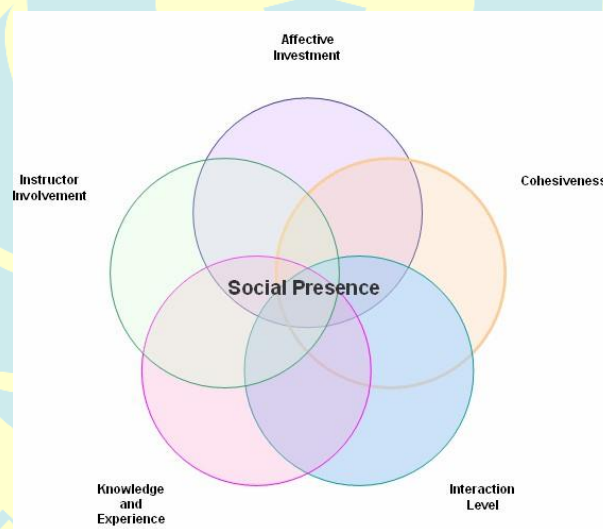 Affective
Investment
Instructor
Involvement
Cohesiveness
Social Presence
Knowledge
and
Experience
Interaction
Level